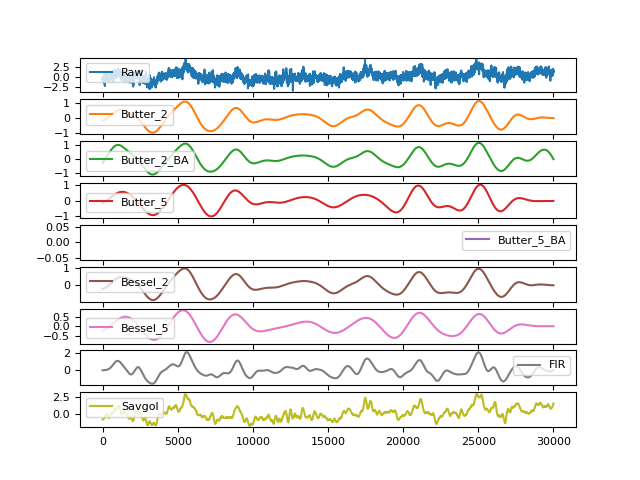 2.5
0.0
−2.5
Raw
1
0
−1
Butter_2
1
0
−1
Butter_2_BA
1
0
−1
Butter_5
0.05
0.00
−0.05
Butter_5_BA
1
0
Bessel_2
0.5
0.0
−0.5
Bessel_5
2
0
FIR
2.5
0.0
Savgol
0 5000 10000 15000 20000 25000 30000